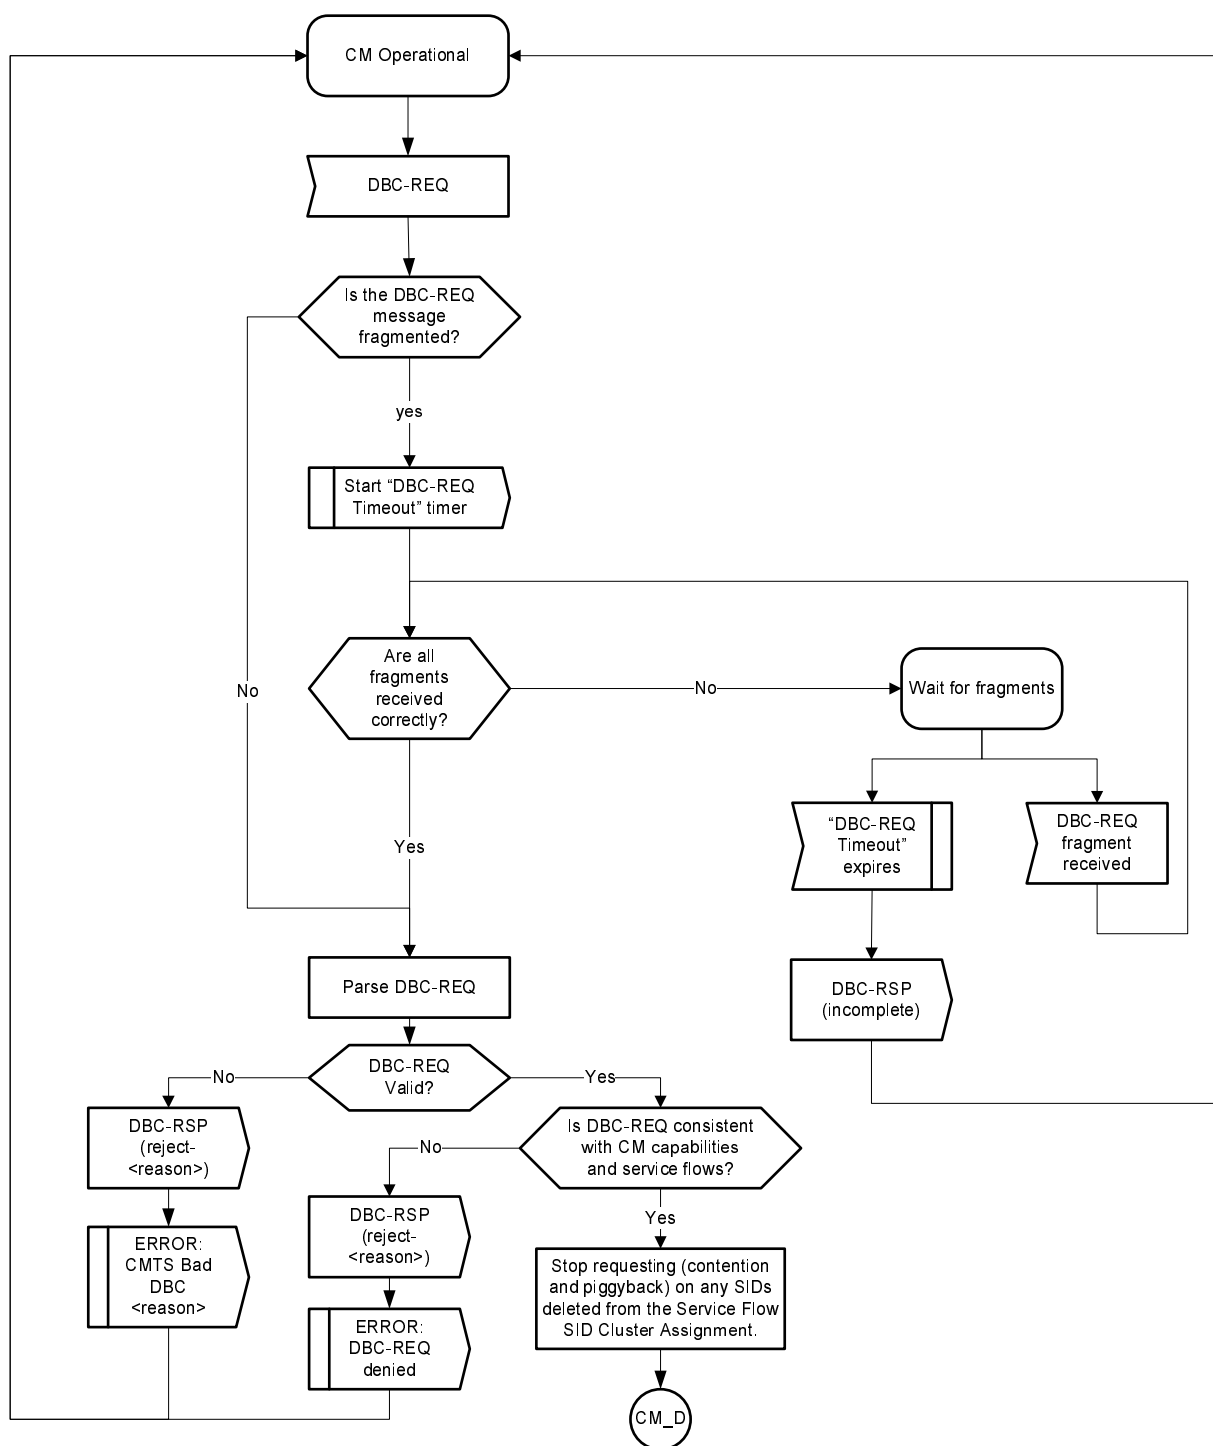 CM Operational
DBC-REQ
Is the DBC-REQ
message
fragmented?
yes
Start “DBC-REQ
Timeout” timer
No
Are all
fragments
received
correctly?
No
Wait for fragments
Yes
“DBC-REQ
Timeout”
expires
DBC-REQ
fragment
received
Parse DBC-REQ
DBC-RSP
(incomplete)
DBC-REQ
Valid?
No
Yes
DBC-RSP
(reject-
<reason>)
Is DBC-REQ consistent
with CM capabilities
and service flows?
No
Yes
DBC-RSP
(reject-
<reason>)
ERROR:
CMTS Bad
DBC
<reason>
Stop requesting (contention
and piggyback) on any SIDs
deleted from the Service Flow
SID Cluster Assignment.
ERROR:
DBC-REQ
denied
CM_D